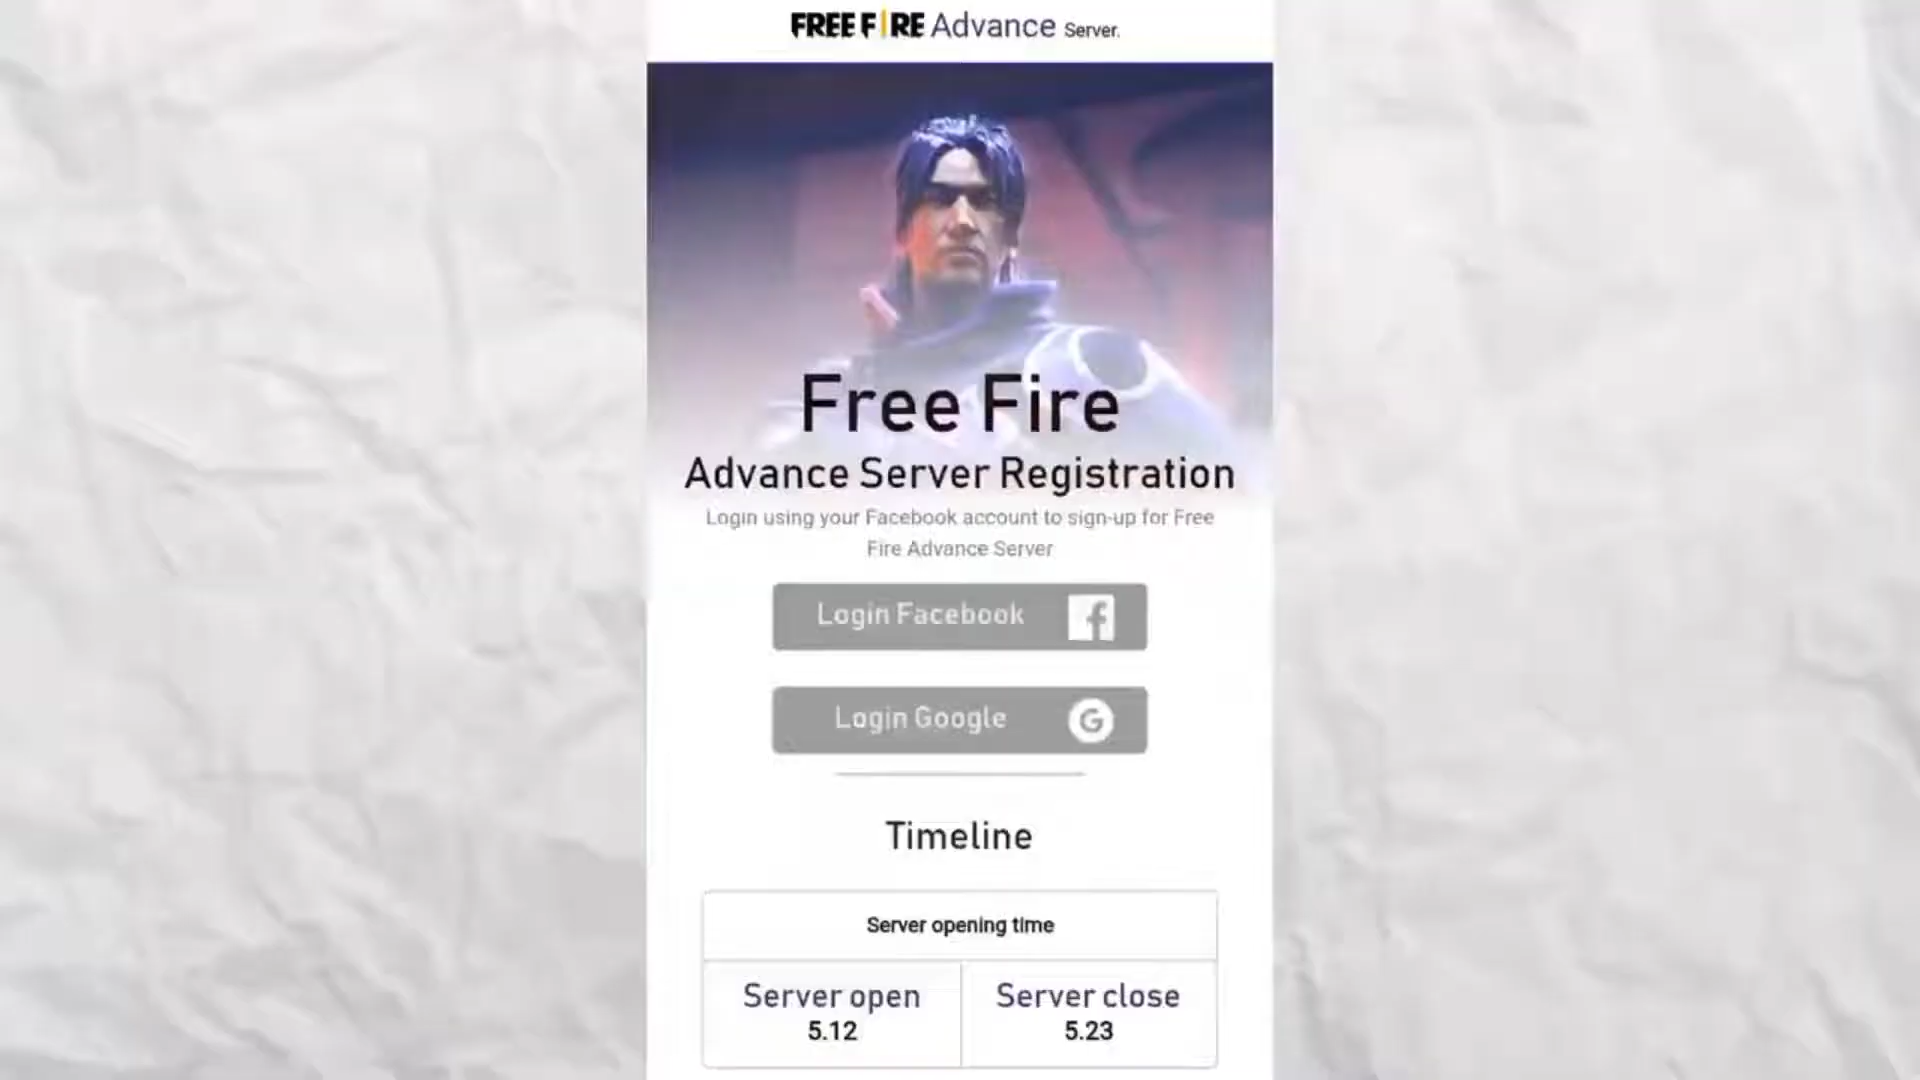 FREE FIRE Advance Server.
Free Fire
Advance Server Registration
Login using your Facebook account to sign-up for Free
Fire Advance Server
Login Facebook
Login Google
Timeline
Server opening time
Server open
5.12
Server close
5.23